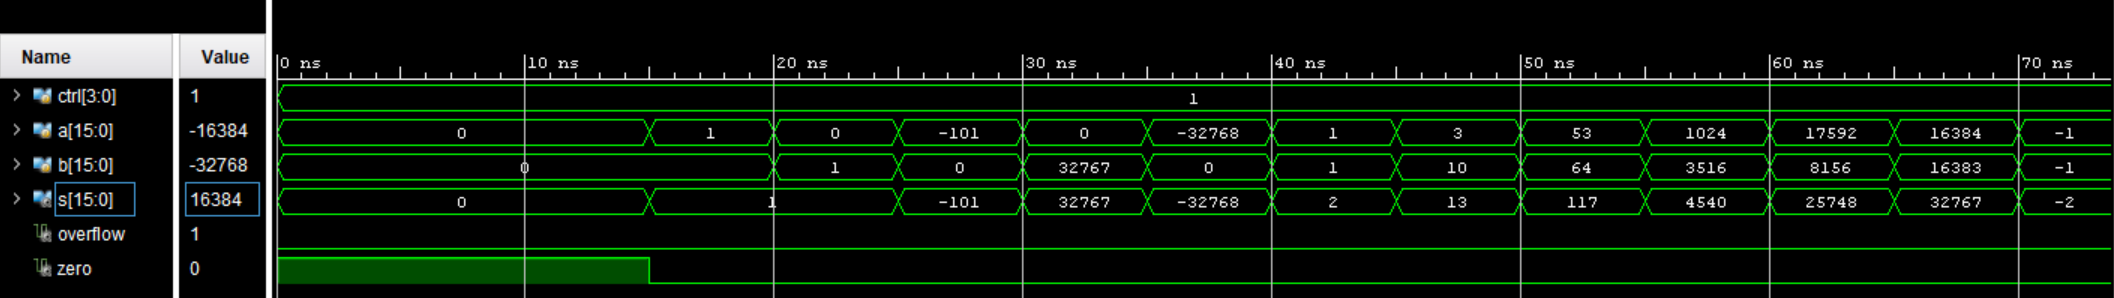 Name Value 0 ns 10 ns 20 ns 30 ns 40 ns 50 ns 60 ns 70 ns
ctrl[3:0] 1 1
a[15:0] -16384 0 1 0 -101 0 -32768 1 3 53 1024 17592 16384 -1
b[15:0] -32768 0 1 0 32767 0 1 10 64 3516 8156 16383 -1
s[15:0] 16384 0 1 -101 32767 -32768 2 13 117 4540 25748 32767 -2
overflow 1
zero 0